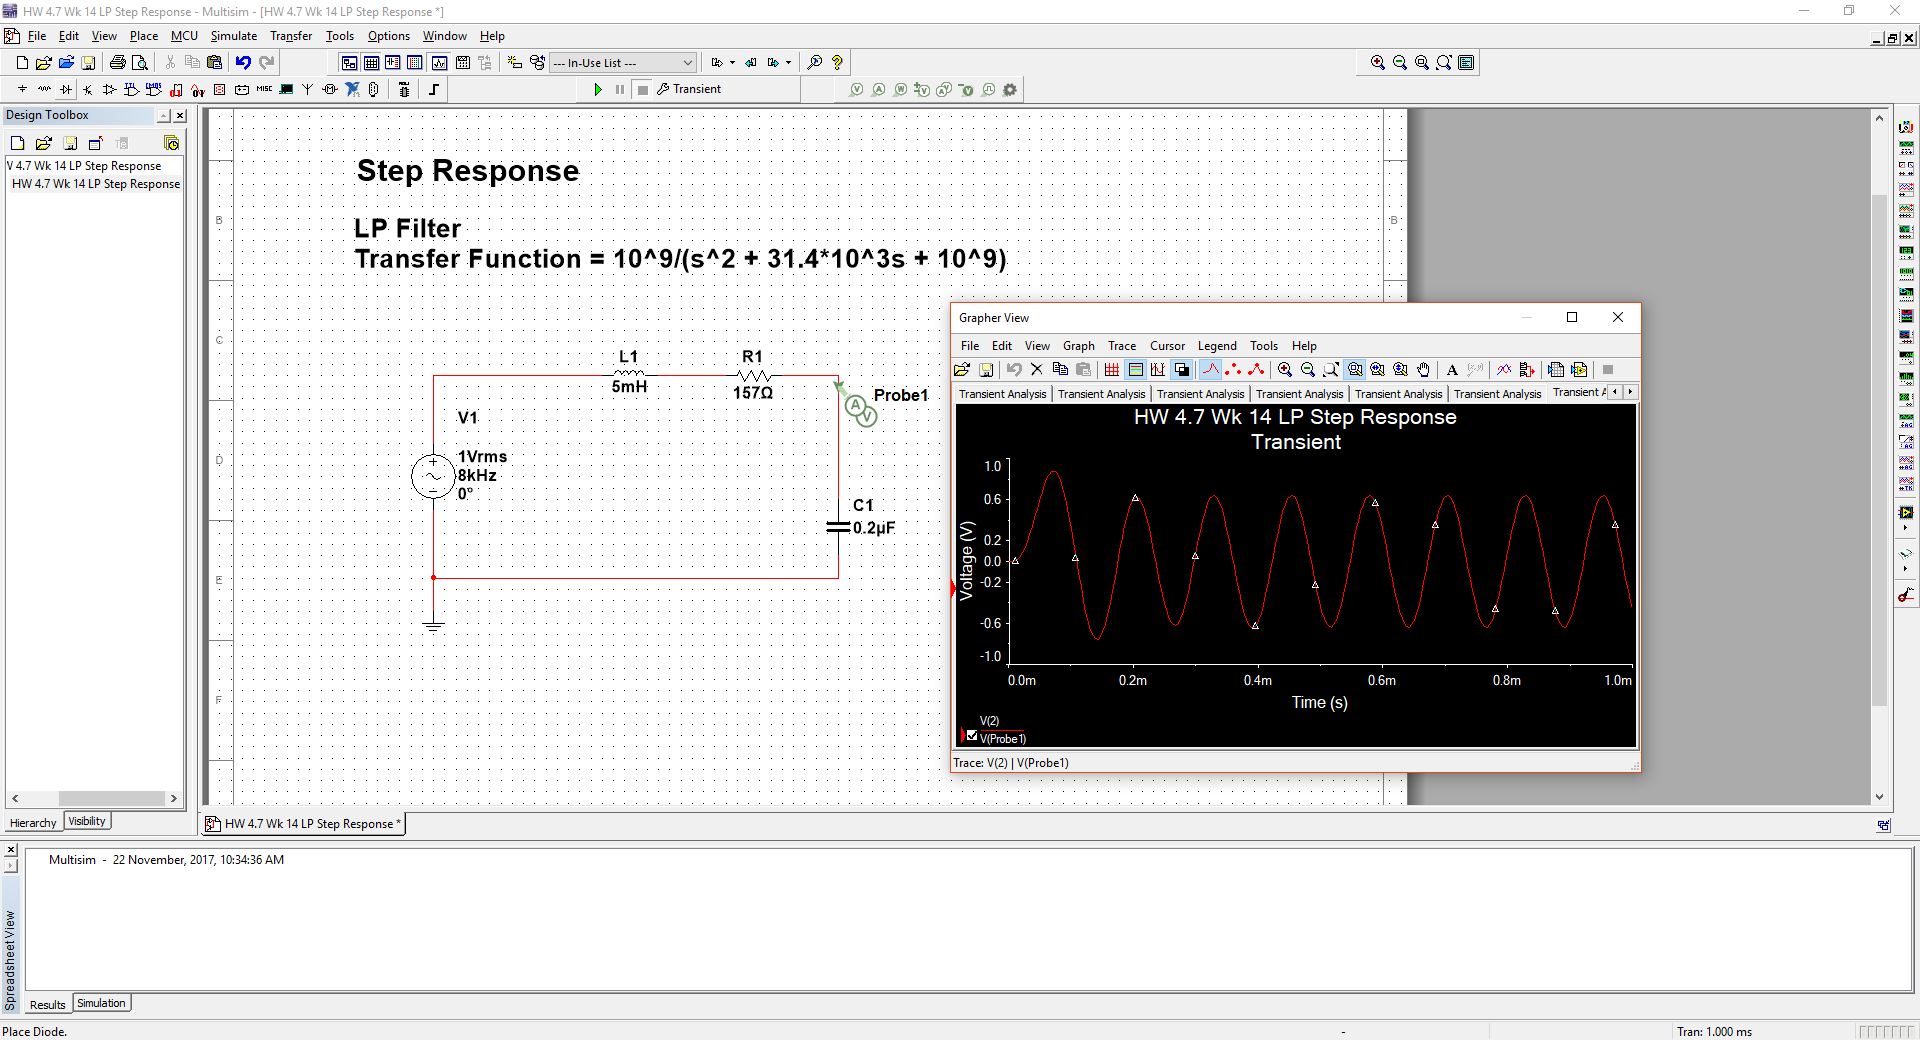 HW 4.7 Wk 14 LP Step Response - Multisim - [HW 4.7 Wk 14 LP Step Response *]
File Edit View Place MCU Simulate Transfer Tools Options Window Help
--- In-Use List ---
Transient
Design Toolbox
V 4.7 Wk 14 LP Step Response
HW 4.7 Wk 14 LP Step Response
Hierarchy Visibility
Step Response
LP Filter
Transfer Function = 10^9/(s^2 + 31.4*10^3s + 10^9)
B
C
D
E
F
B
L1
5mH
R1
157Ω
Probe1
A
V
V1
1Vrms
8kHz
0°
C1
0.2µF
Grapher View
File Edit View Graph Trace Cursor Legend Tools Help
Transient Analysis Transient Analysis Transient Analysis Transient Analysis Transient Analysis Transient Analysis Transient A
HW 4.7 Wk 14 LP Step Response
Transient
Voltage (V)
1.0
0.6
0.2
0.0
-0.2
-0.6
-1.0
0.0m 0.2m 0.4m 0.6m 0.8m 1.0m
Time (s)
V(2)
V(Probe1)
Trace: V(2) | V(Probe1)
HW 4.7 Wk 14 LP Step Response *
Spreadsheet View
Multisim - 22 November, 2017, 10:34:36 AM
Results Simulation
Place Diode.
-
Tran: 1.000 ms